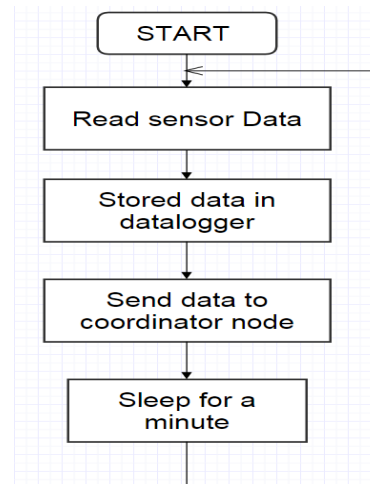 START
Read sensor Data
Stored data in
datalogger
Send data to
coordinator node
Sleep for a
minute